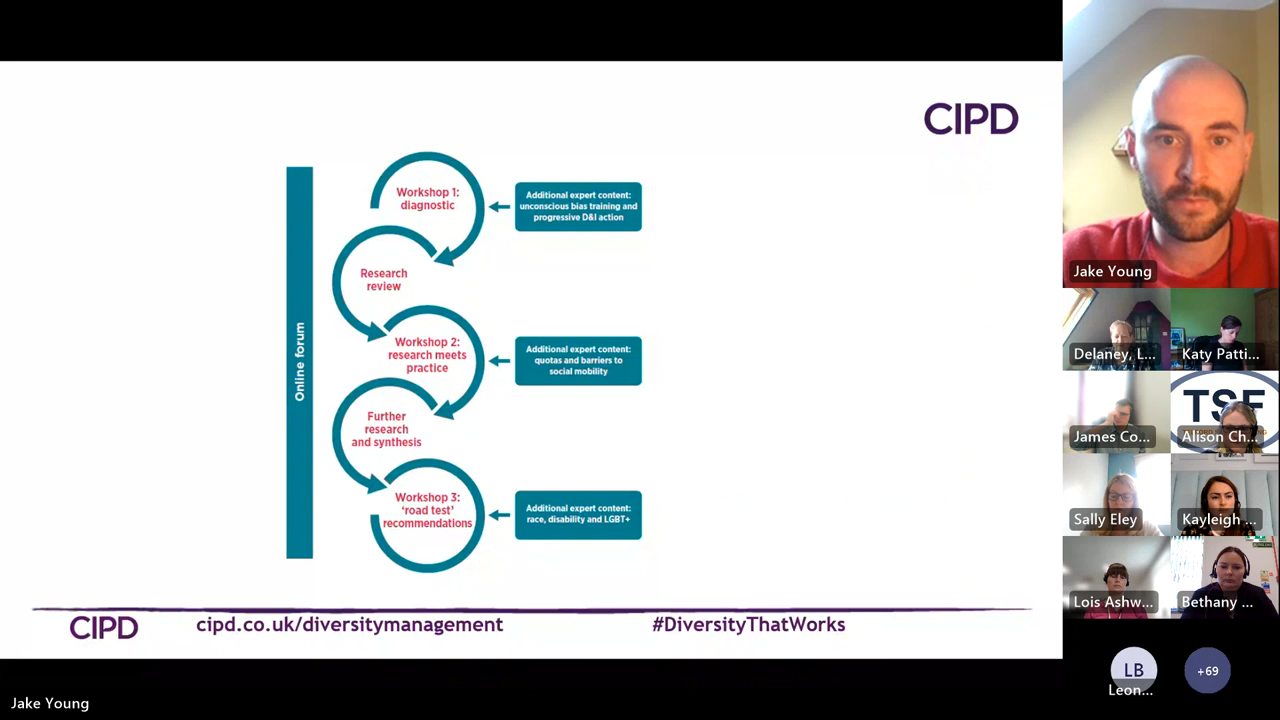 CIPD
Workshop 1:
diagnostic
Additional expert content:
unconscious bias training and
progressive D&I action
Research
review
Online forum
Workshop 2:
research meets
practice
Additional expert content:
quotas and barriers to
social mobility
Further
research
and synthesis
Workshop 3:
‘road test’
recommendations
Additional expert content:
race, disability and LGBT+
CIPD
cipd.co.uk/diversitymanagement
#DiversityThatWorks
Jake Young
Jake Young
Delaney, L...
Katy Patti...
James Co...
TSF
Alison Ch...
Sally Eley
Kayleigh ...
Lois Ashw...
Bethany ...
LB
Leon...
+69